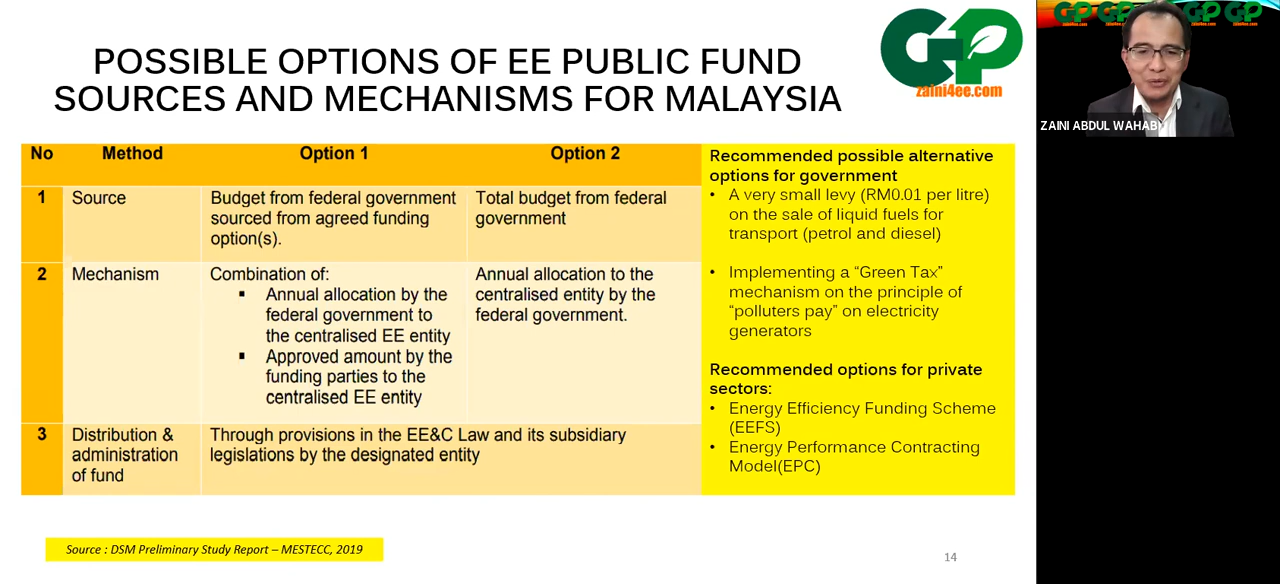 POSSIBLE OPTIONS OF EE PUBLIC FUND
SOURCES AND MECHANISMS FOR MALAYSIA
GP
zaini4ee.com
No Method Option 1 Option 2
1 Source
Budget from federal government
sourced from agreed funding
option(s).
Total budget from federal
government
2 Mechanism
Combination of:
▪ Annual allocation by the
federal government to
the centralised EE entity
▪ Approved amount by the
funding parties to the
centralised EE entity
Annual allocation to the
centralised entity by the
federal government.
3 Distribution &
administration
of fund
Through provisions in the EE&C Law and its subsidiary
legislations by the designated entity
Recommended possible alternative
options for government
• A very small levy (RM0.01 per litre)
on the sale of liquid fuels for
transport (petrol and diesel)
• Implementing a “Green Tax”
mechanism on the principle of
“polluters pay” on electricity
generators
Recommended options for private
sectors:
• Energy Efficiency Funding Scheme
(EEFS)
• Energy Performance Contracting
Model(EPC)
Source : DSM Preliminary Study Report – MESTECC, 2019
14
ZAINI ABDUL WAHAB